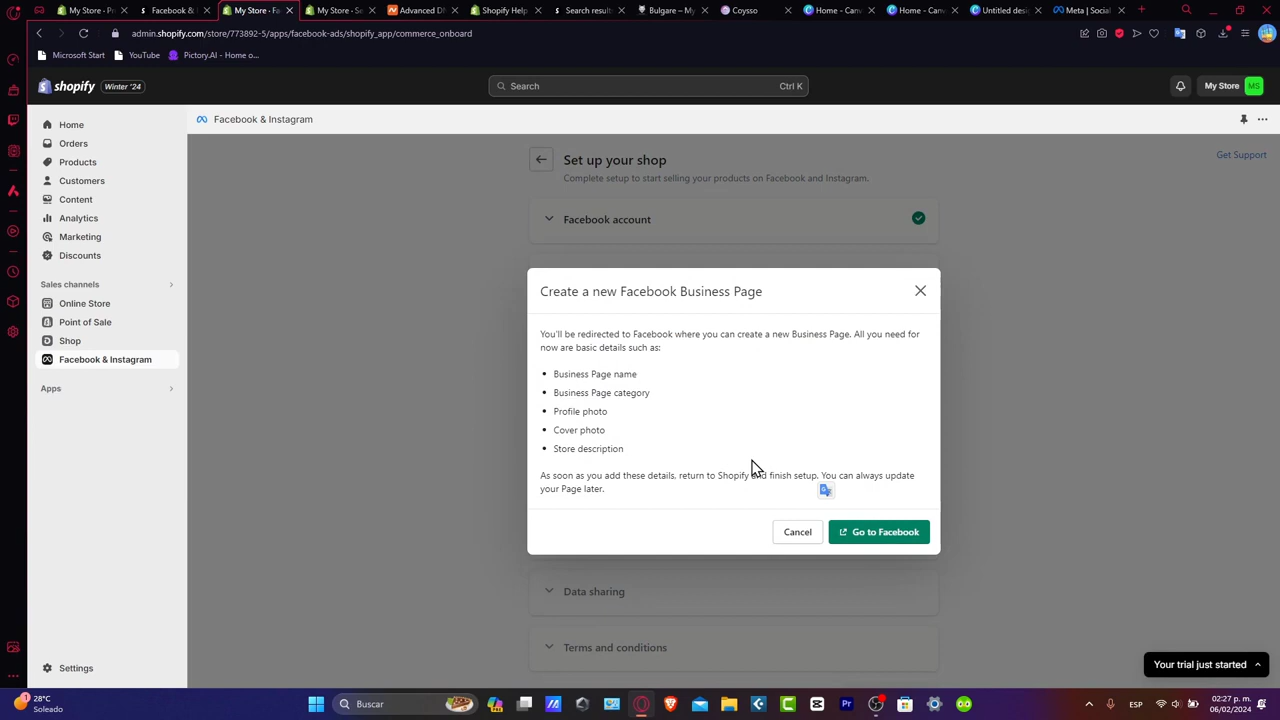 My Store · Pr
Facebook &
My Store · Fa
My Store · Se
Advanced DN
Shopify Help
Search result
Bulgare – My
Coysso
Home - Canv
Home - Canv
Untitled desi
Meta | Social
admin.shopify.com/store/773892-5/apps/facebook-ads/shopify_app/commerce_onboard
Microsoft Start
YouTube
Pictory.AI - Home o...
shopify
Winter '24
Search
Ctrl K
My Store
MS
Home
Orders
Products
Customers
Content
Analytics
Marketing
Discounts
Sales channels
Online Store
Point of Sale
Shop
Facebook & Instagram
Apps
Settings
Facebook & Instagram
Get Support
Set up your shop
Complete setup to start selling your products on Facebook and Instagram.
Facebook account
Create a new Facebook Business Page
You'll be redirected to Facebook where you can create a new Business Page. All you need for
now are basic details such as:
Business Page name
Business Page category
Profile photo
Cover photo
Store description
As soon as you add these details, return to Shopify and finish setup. You can always update
your Page later.
Cancel
Go to Facebook
Data sharing
Terms and conditions
Your trial just started
28°C
Soleado
Buscar
ESP
02:27 p. m.
06/02/2024